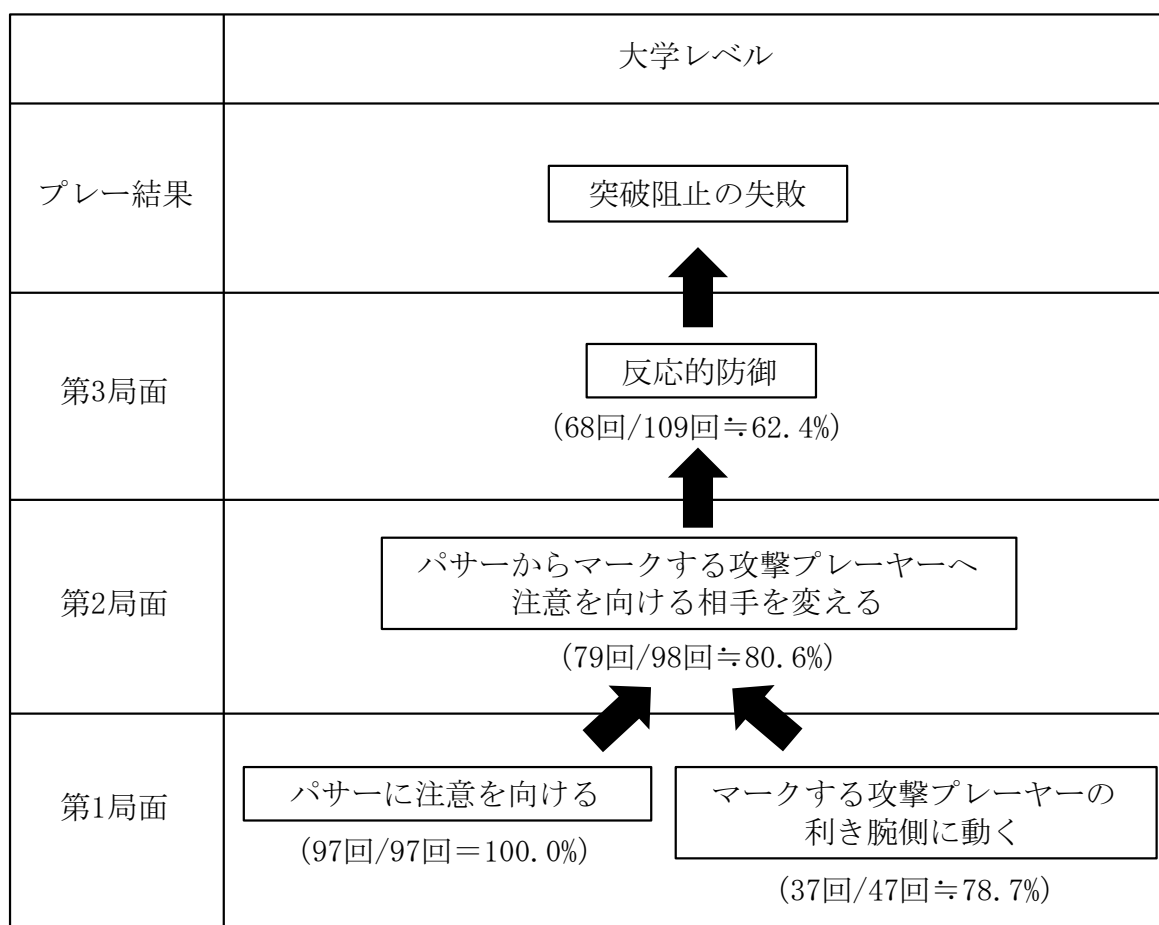 大学レベル
プレー結果
突破阻止の失敗
第3局面
反応的防御
(68回/109回≒62.4%)
第2局面
パサーからマークする攻撃プレーヤーへ
注意を向ける相手を変える
(79回/98回≒80.6%)
第1局面
パサーに注意を向ける
(97回/97回＝100.0%)
マークする攻撃プレーヤーの
利き腕側に動く
(37回/47回≒78.7%)